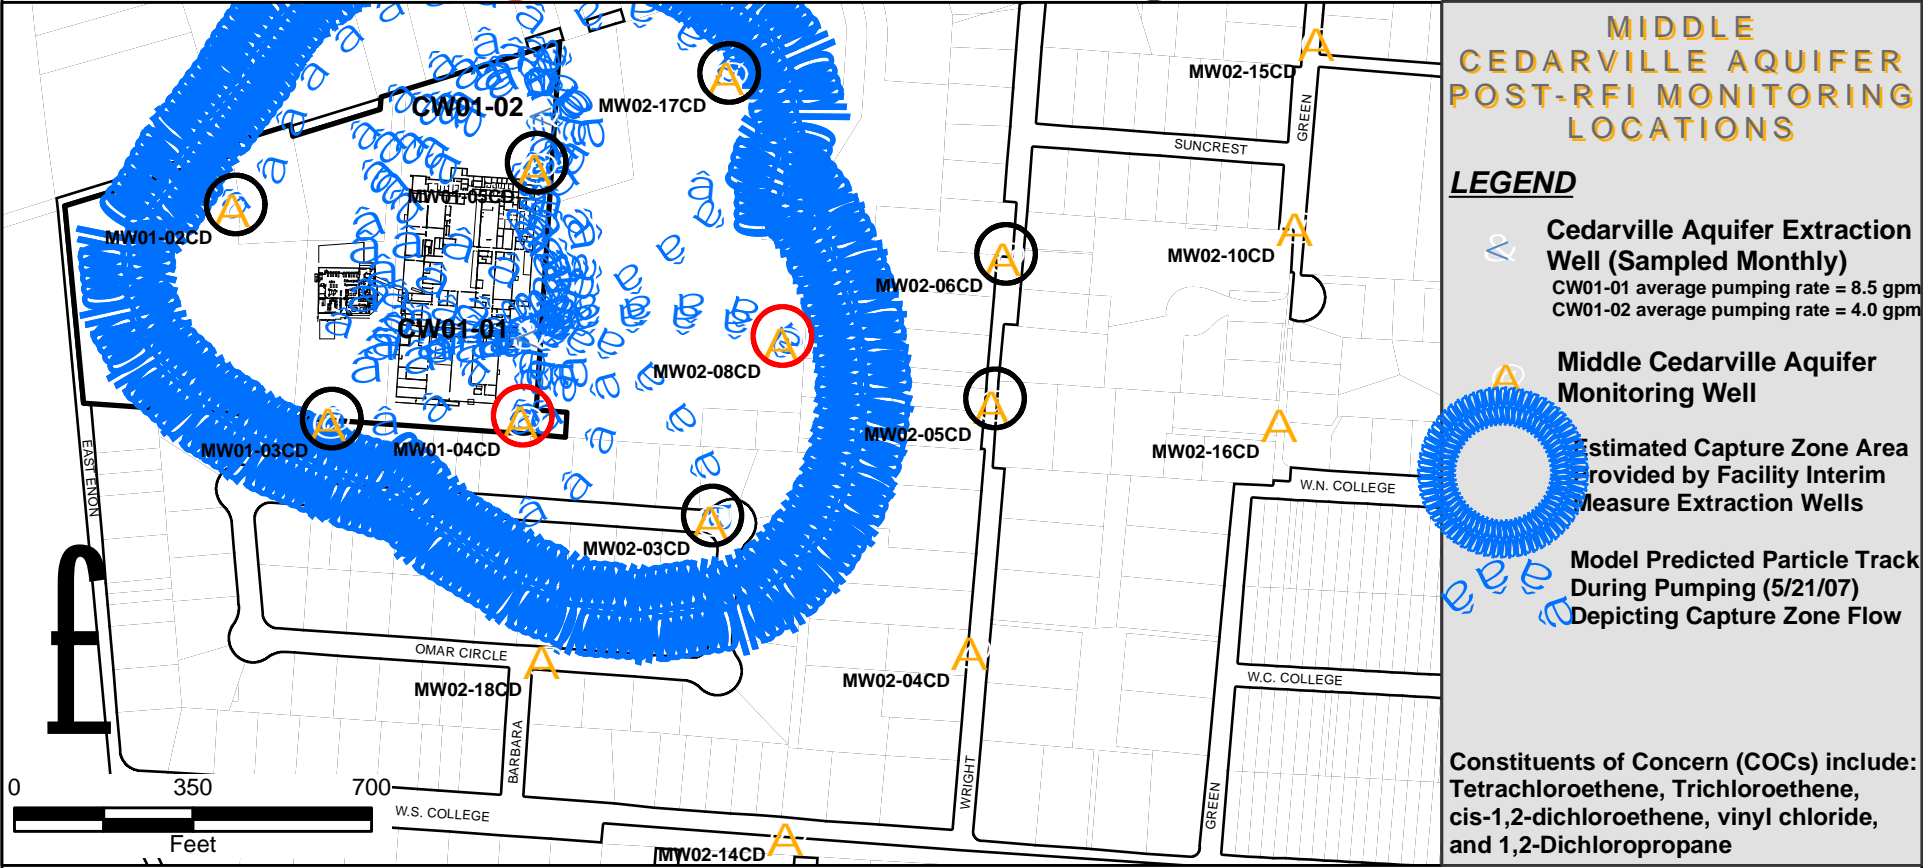 MIDDLE
CEDARVILLE AQUIFER
POST-RFI MONITORING
LOCATIONS
LEGEND
Cedarville Aquifer Extraction
Well (Sampled Monthly)
CW01-01 average pumping rate = 8.5 gpm
CW01-02 average pumping rate = 4.0 gpm
Middle Cedarville Aquifer
Monitoring Well
Estimated Capture Zone Area
Provided by Facility Interim
Measure Extraction Wells
Model Predicted Particle Track
During Pumping (5/21/07)
Depicting Capture Zone Flow
Constituents of Concern (COCs) include:
Tetrachloroethene, Trichloroethene,
cis-1,2-dichloroethene, vinyl chloride,
and 1,2-Dichloropropane
MW02-15CD
CW01-02
MW02-17CD
GREEN
SUNCREST
MW01-05CD
MW01-02CD
MW02-10CD
MW02-06CD
CW01-01
MW02-08CD
MW02-05CD
MW01-03CD
MW01-04CD
MW02-16CD
EAST ENON
W.N. COLLEGE
MW02-03CD
OMAR CIRCLE
MW02-18CD
MW02-04CD
W.C. COLLEGE
BARBARA
WRIGHT
GREEN
W.S. COLLEGE
MW02-14CD
0 350 700
Feet